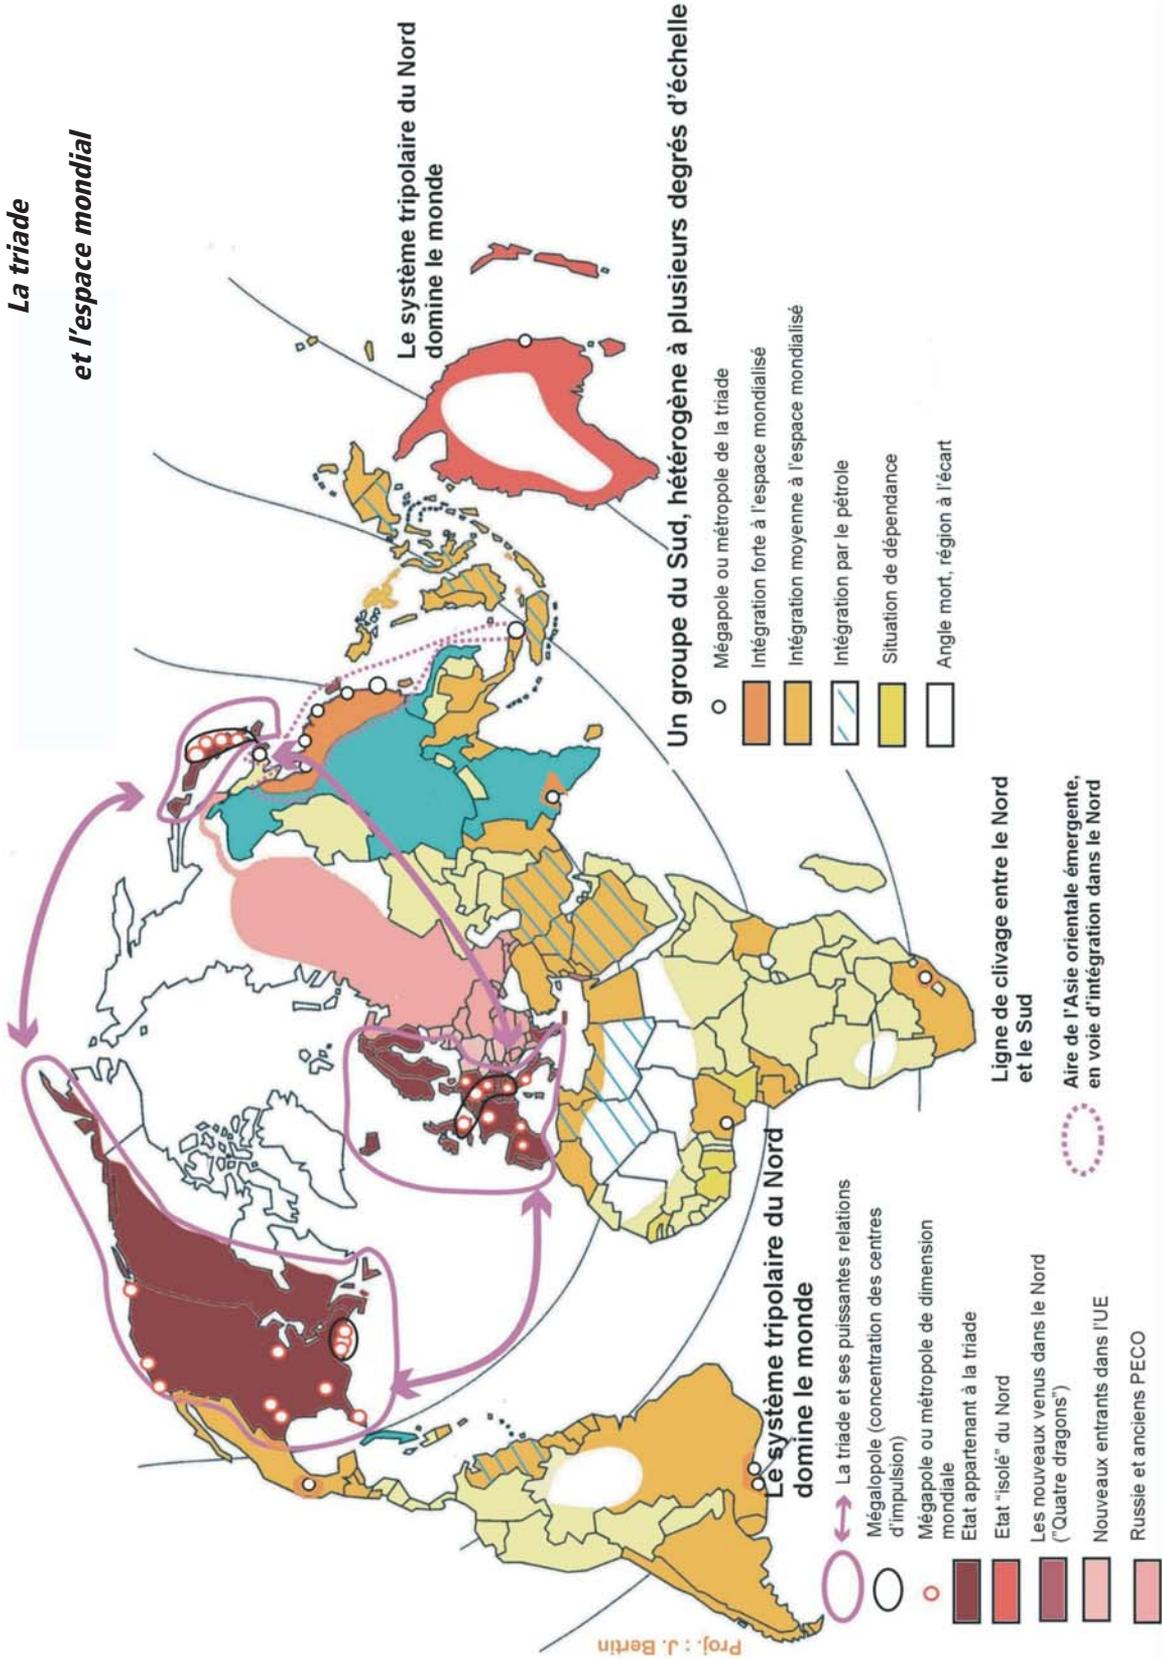 La triade
et l'espace mondial
Le système tripolaire du Nord
domine le monde
Un groupe du Sud, hétérogène à plusieurs degrés d'échelle
Mégapole ou métropole de la triade
Intégration forte à l'espace mondialisé
Intégration moyenne à l'espace mondialisé
Intégration par le pétrole
Situation de dépendance
Angle mort, région à l'écart
Ligne de clivage entre le Nord
et le Sud
Aire de l'Asie orientale émergente,
en voie d'intégration dans le Nord
Le système tripolaire du Nord
domine le monde
La triade et ses puissantes relations
Mégalopole (concentration des centres
d'impulsion)
Mégapole ou métropole de dimension
mondiale
Etat appartenant à la triade
Etat "isolé" du Nord
Les nouveaux venus dans le Nord
("Quatre dragons")
Nouveaux entrants dans l'UE
Russie et anciens PECO
Proj. : J. Bertin